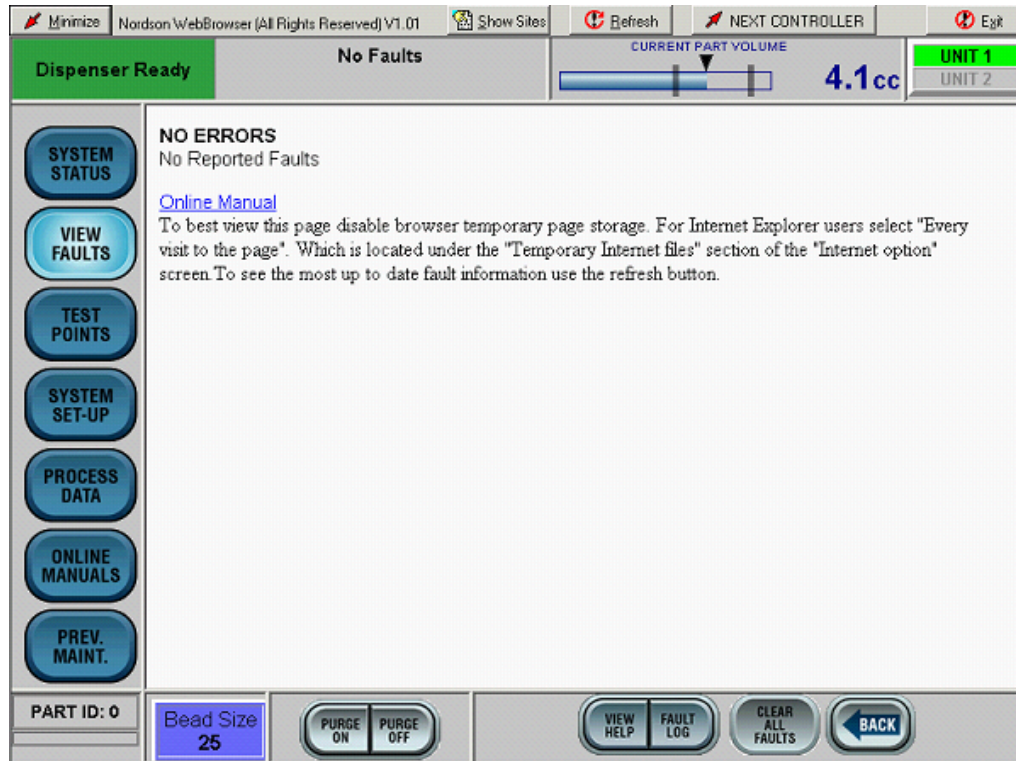 Minimize
Nordson WebBrowser (All Rights Reserved) V1.01
Show Sites
Refresh
NEXT CONTROLLER
Exit
Dispenser Ready
No Faults
CURRENT PART VOLUME
4.1cc
UNIT 1
UNIT 2
SYSTEM
STATUS
VIEW
FAULTS
TEST
POINTS
SYSTEM
SET-UP
PROCESS
DATA
ONLINE
MANUALS
PREV.
MAINT.
NO ERRORS
No Reported Faults
Online Manual
To best view this page disable browser temporary page storage. For Internet Explorer users select "Every
visit to the page". Which is located under the "Temporary Internet files" section of the "Internet option"
screen.To see the most up to date fault information use the refresh button.
PART ID: 0
Bead Size
25
PURGE
ON
PURGE
OFF
VIEW
HELP
FAULT
LOG
CLEAR
ALL
FAULTS
BACK